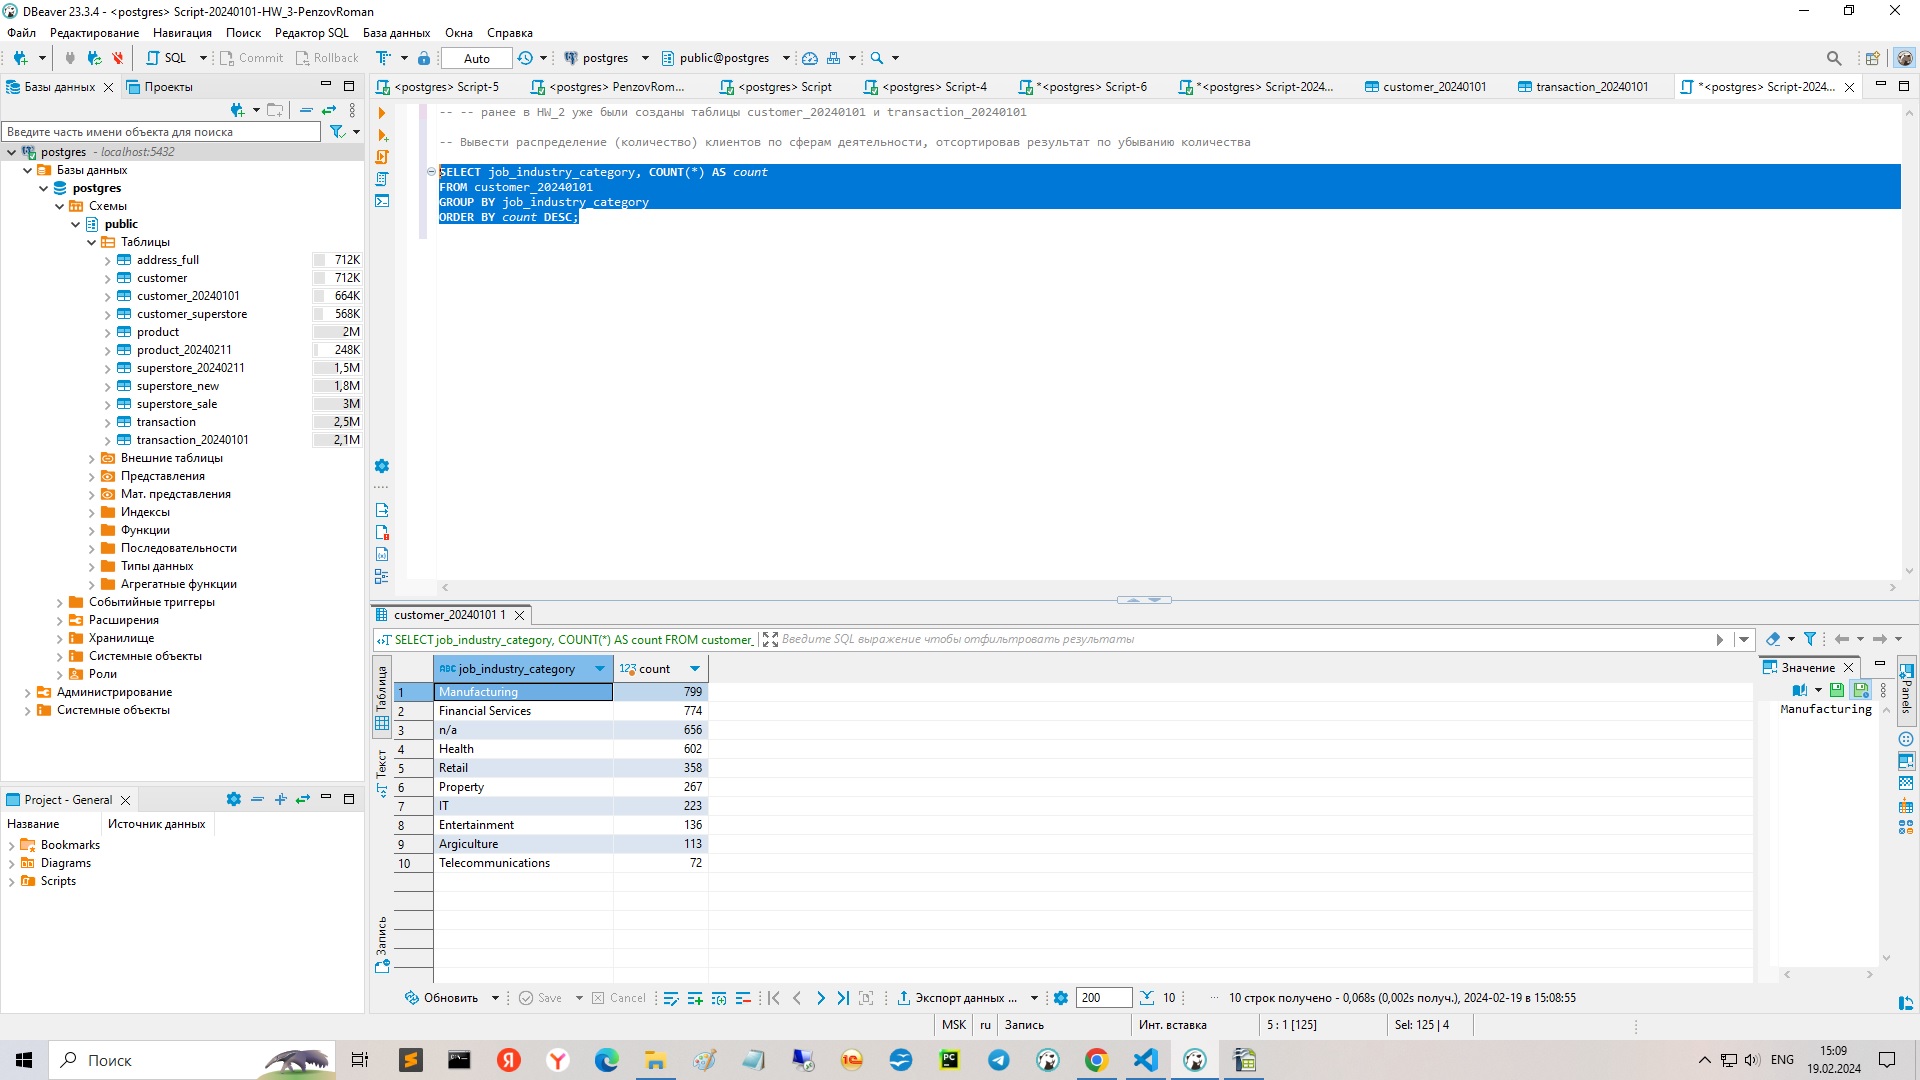 DBeaver 23.3.4 - <postgres> Script-20240101-HW_3-PenzovRoman
Файл Редактирование Навигация Поиск Редактор SQL База данных Окна Справка
SQL Commit Rollback Auto postgres public@postgres
Базы данных Проекты
<postgres> Script-5 <postgres> PenzovRom... <postgres> Script <postgres> Script-4 *<postgres> Script-6 *<postgres> Script-2024... customer_20240101 transaction_20240101 *<postgres> Script-2024...
Введите часть имени объекта для поиска
postgres - localhost:5432
Базы данных
postgres
Схемы
public
Таблицы
address_full 712K
customer 712K
customer_20240101 664K
customer_superstore 568K
product 2M
product_20240211 248K
superstore_20240211 1,5M
superstore_new 1,8M
superstore_sale 3M
transaction 2,5M
transaction_20240101 2,1M
Внешние таблицы
Представления
Мат. представления
Индексы
Функции
Последовательности
Типы данных
Агрегатные функции
Событийные триггеры
Расширения
Хранилище
Системные объекты
Роли
Администрирование
Системные объекты
-- -- ранее в HW_2 уже были созданы таблицы customer_20240101 и transaction_20240101
-- Вывести распределение (количество) клиентов по сферам деятельности, отсортировав результат по убыванию количества
SELECT job_industry_category, COUNT(*) AS count
FROM customer_20240101
GROUP BY job_industry_category
ORDER BY count DESC;
Project - General
Название Источник данных
Bookmarks
Diagrams
Scripts
customer_20240101 1
SELECT job_industry_category, COUNT(*) AS count FROM customer_ Введите SQL выражение чтобы отфильтровать результаты
Таблица
Текст
Запись
ABC job_industry_category 123 count
1 Manufacturing 799
2 Financial Services 774
3 n/a 656
4 Health 602
5 Retail 358
6 Property 267
7 IT 223
8 Entertainment 136
9 Argiculture 113
10 Telecommunications 72
Значение
Manufacturing
Panels
Обновить Save Cancel Экспорт данных ... 200 10 10 строк получено - 0,068s (0,002s получ.), 2024-02-19 в 15:08:55
MSK ru Запись Инт. вставка 5 : 1 [125] Sel: 125 | 4
Поиск
ENG
15:09
19.02.2024